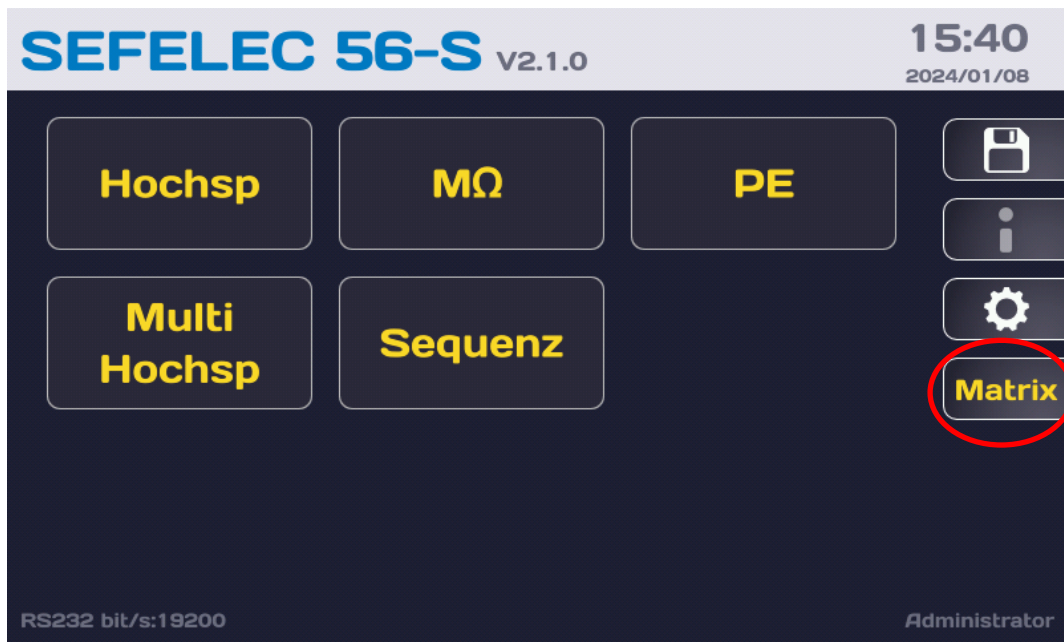 SEFELEC 56-S V2.1.0
15:40
2024/01/08
Hochsp
MΩ
PE
Multi
Hochsp
Sequenz
Matrix
RS232 bit/s:19200
Administrator